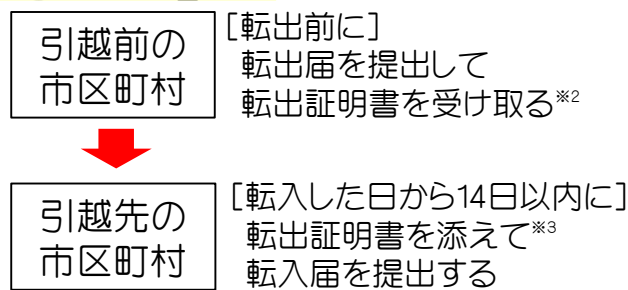 引越前の
市区町村
[転出前に]
転出届を提出して
転出証明書を受け取る※2
引越先の
市区町村
[転入した日から14日以内に]
転出証明書を添えて※3
転入届を提出する